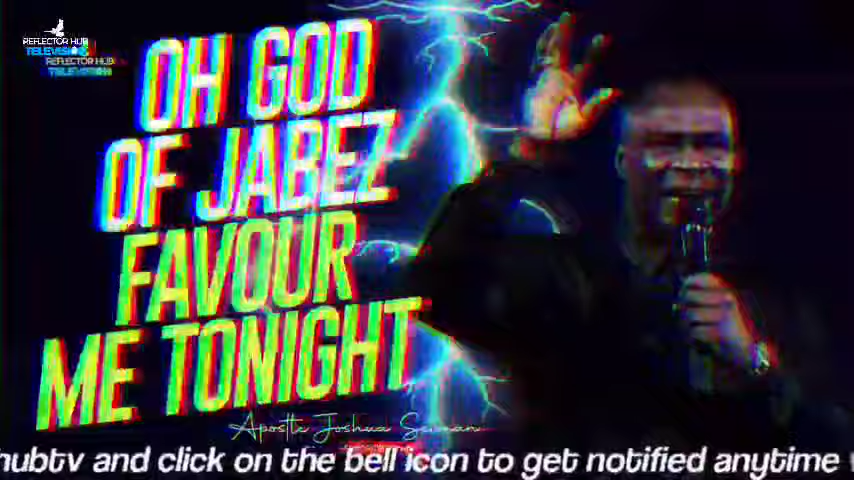 REFLECTOR HUB
TELEVISION
REFLECTOR HUB
TELEVISION
OH GOD
OF JABEZ
FAVOUR
ME TONIGHT
Apostle Joshua Selman
hubtv and click on the bell icon to get notified anytime